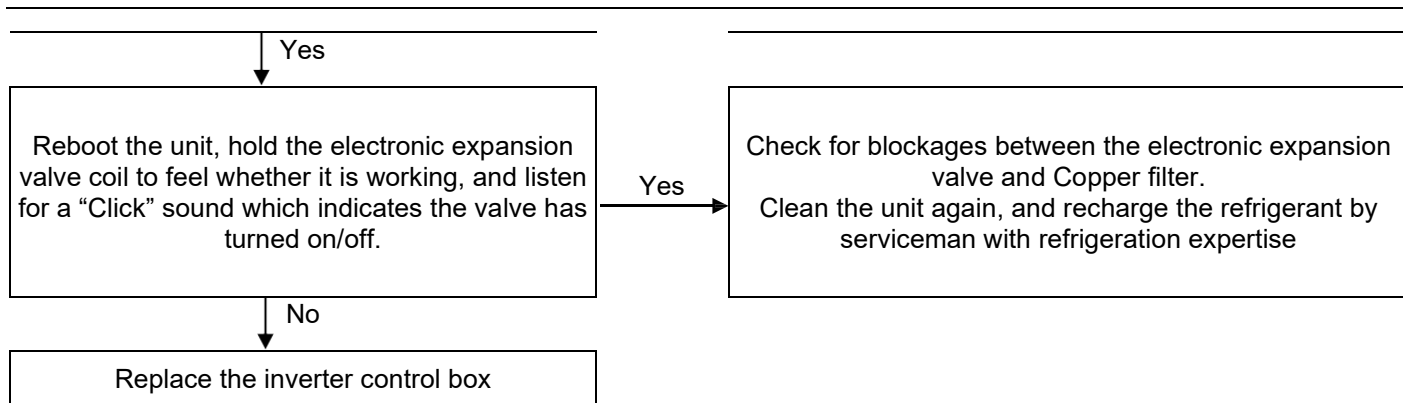 Yes
Reboot the unit, hold the electronic expansion
valve coil to feel whether it is working, and listen
for a “Click” sound which indicates the valve has
turned on/off.
Yes
Check for blockages between the electronic expansion
valve and Copper filter.
Clean the unit again, and recharge the refrigerant by
serviceman with refrigeration expertise
No
Replace the inverter control box